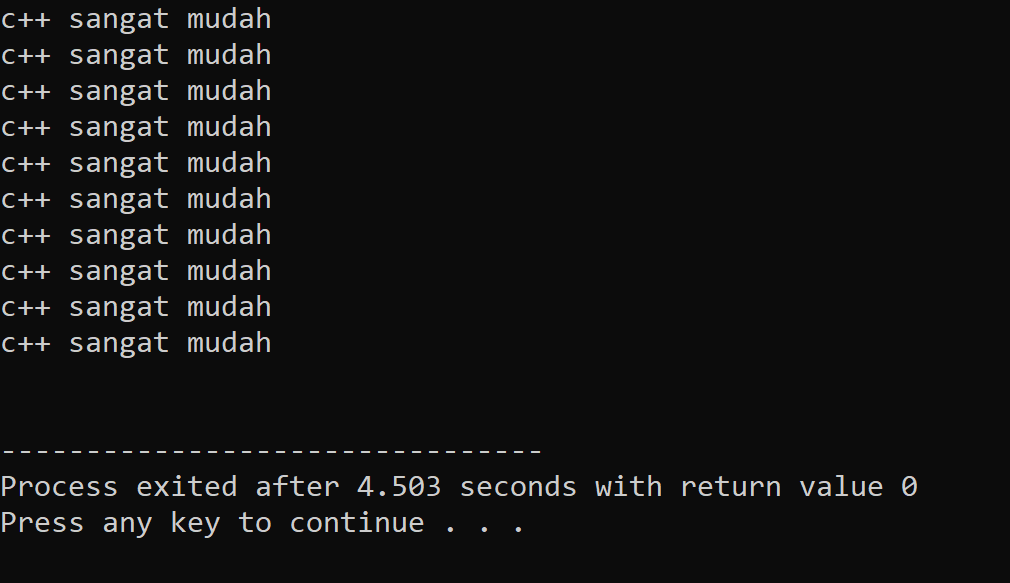 c++ sangat mudah
c++ sangat mudah
c++ sangat mudah
c++ sangat mudah
c++ sangat mudah
c++ sangat mudah
c++ sangat mudah
c++ sangat mudah
c++ sangat mudah
c++ sangat mudah
--------------------------------
Process exited after 4.503 seconds with return value 0
Press any key to continue . . .